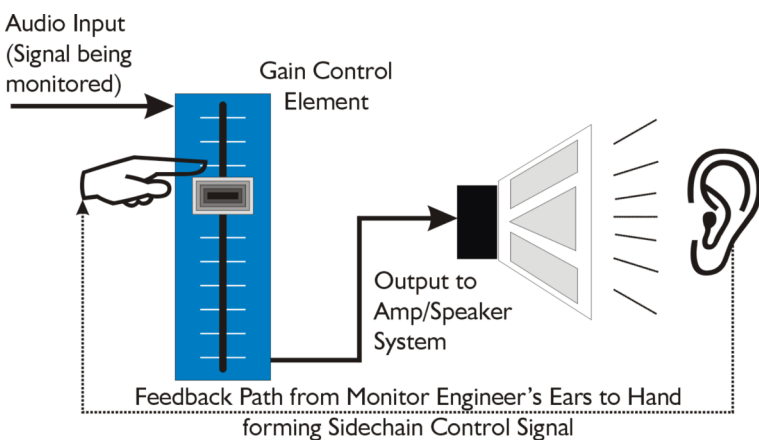 Audio Input
(Signal being
monitored)
Gain Control
Element
Output to
Amp/Speaker
System
Feedback Path from Monitor Engineer's Ears to Hand
forming Sidechain Control Signal